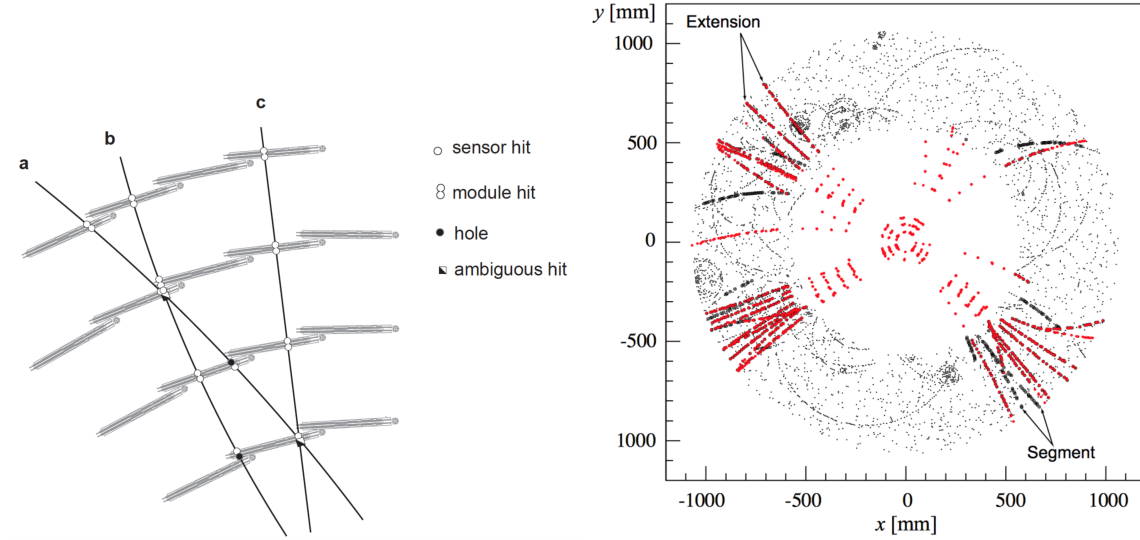 a
b
c
sensor hit
module hit
hole
ambiguous hit
y [mm]
Extension
1000
500
0
-500
1000
Segment
-1000
-500
0
500
1000
x [mm]